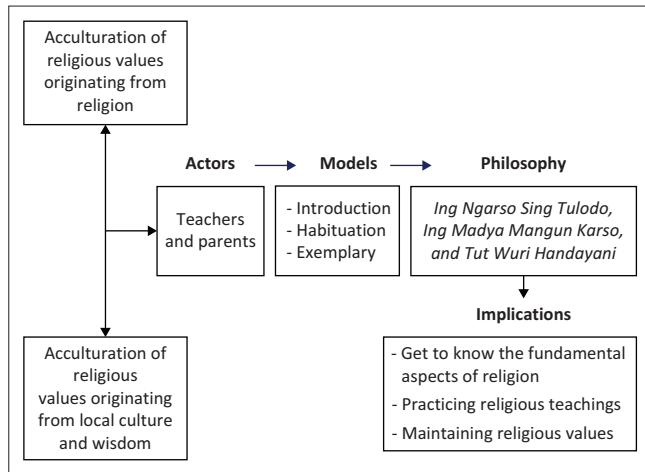 Acculturation of
religious values
originating from
religion
Actors
Models
Philosophy
Teachers
and parents
- Introduction
- Habituation
- Exemplary
Ing Ngarso Sing Tulodo,
Ing Madya Mangun Karso,
and Tut Wuri Handayani
Implications
- Get to know the fundamental
aspects of religion
- Practicing religious teachings
- Maintaining religious values
Acculturation of
religious
values originating
from local culture
and wisdom